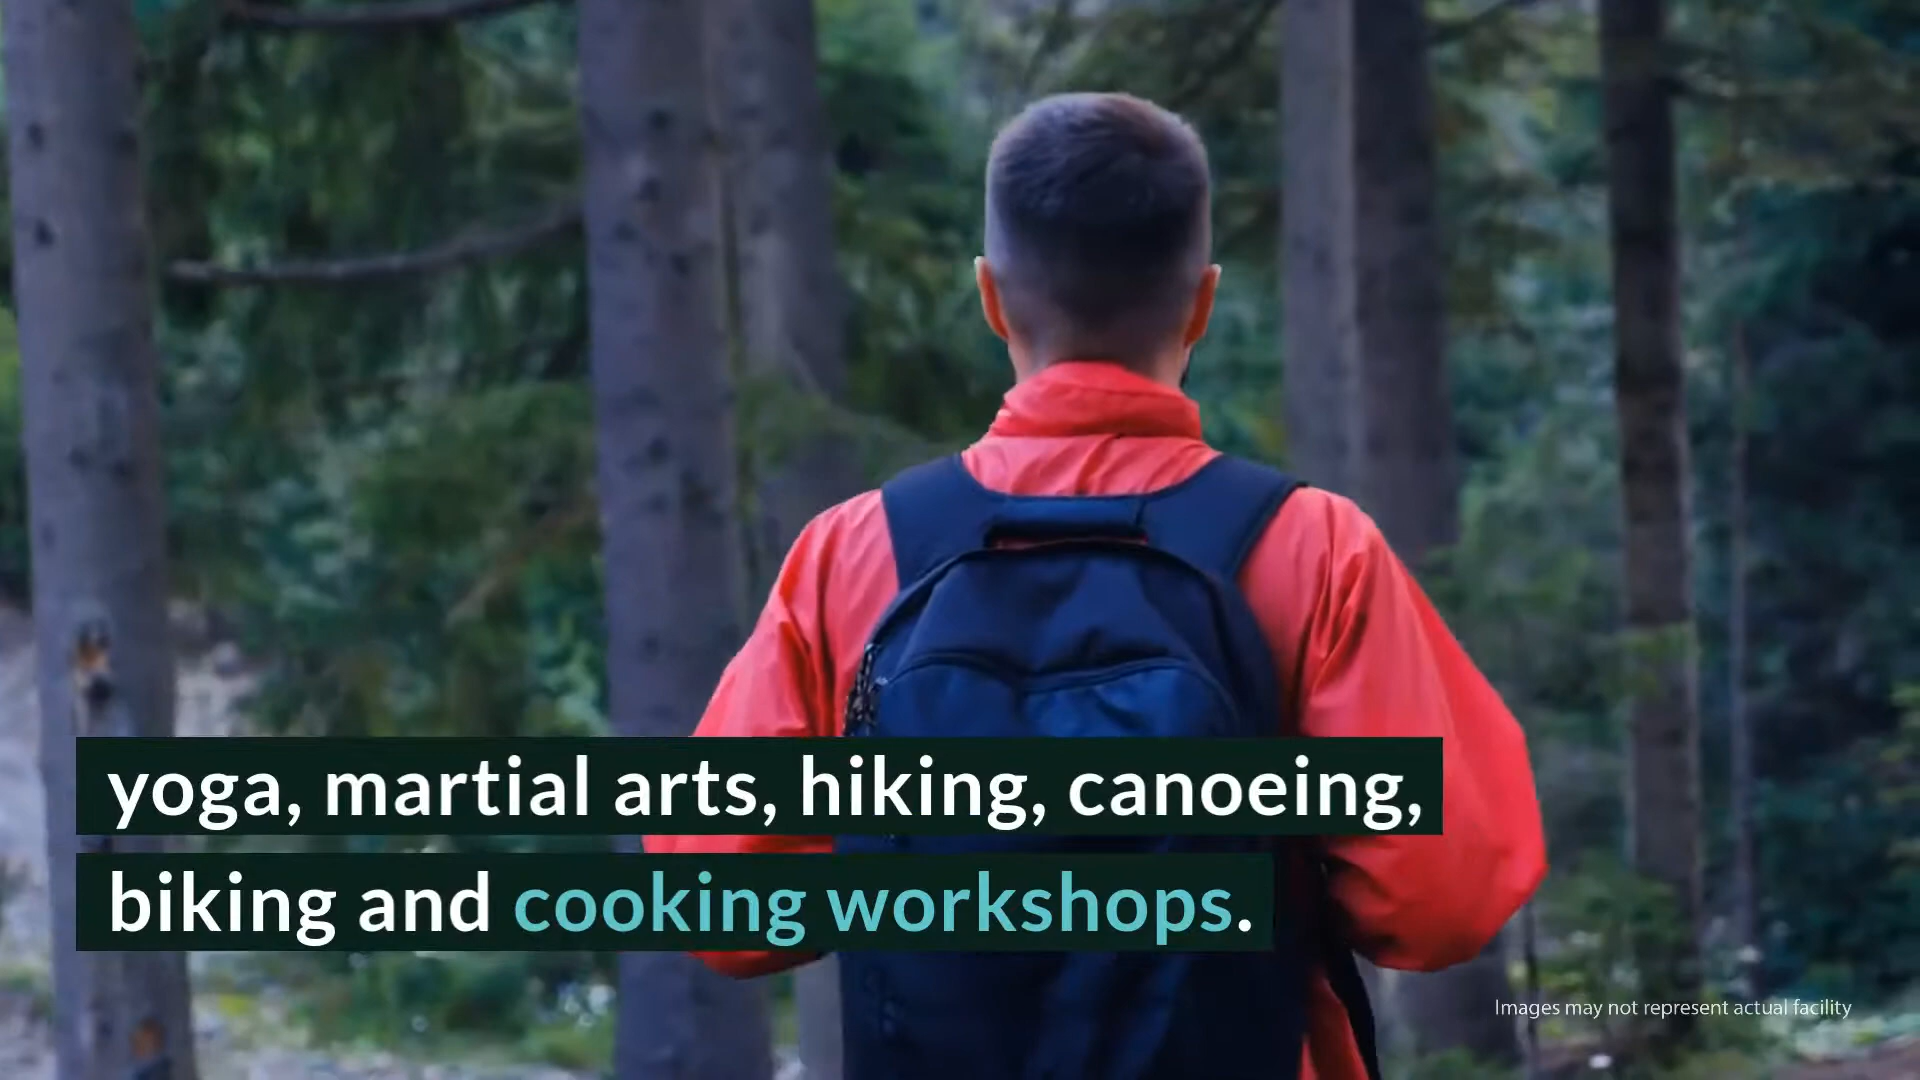 yoga, martial arts, hiking, canoeing,
biking and cooking workshops.
Images may not represent actual facility